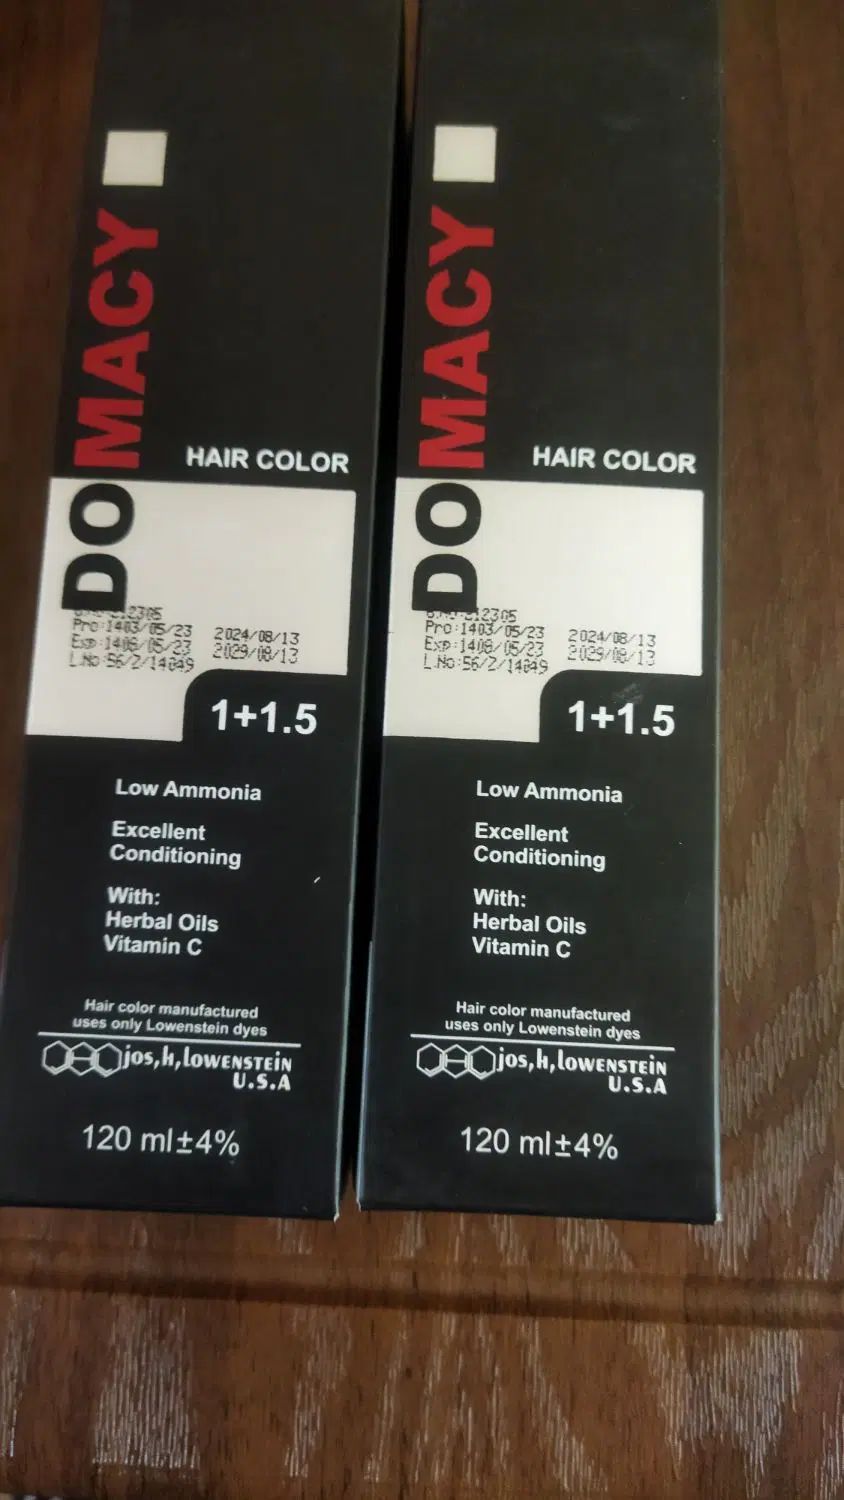 DOMACY
HAIR COLOR
Pro:1403/05/23 2024/08/13
Exp:1408/05/23 2029/08/13
L.No:56/2/14049
1+1.5
Low Ammonia
Excellent
Conditioning
With:
Herbal Oils
Vitamin C
Hair color manufactured
uses only Lowenstein dyes
jos,h,lowenstein
U.S.A
120 ml±4%
DOMACY
HAIR COLOR
Pro:1403/05/23 2024/08/13
Exp:1408/05/23 2029/08/13
L.No:56/2/14049
1+1.5
Low Ammonia
Excellent
Conditioning
With:
Herbal Oils
Vitamin C
Hair color manufactured
uses only Lowenstein dyes
jos,h,lowenstein
U.S.A
120 ml±4%